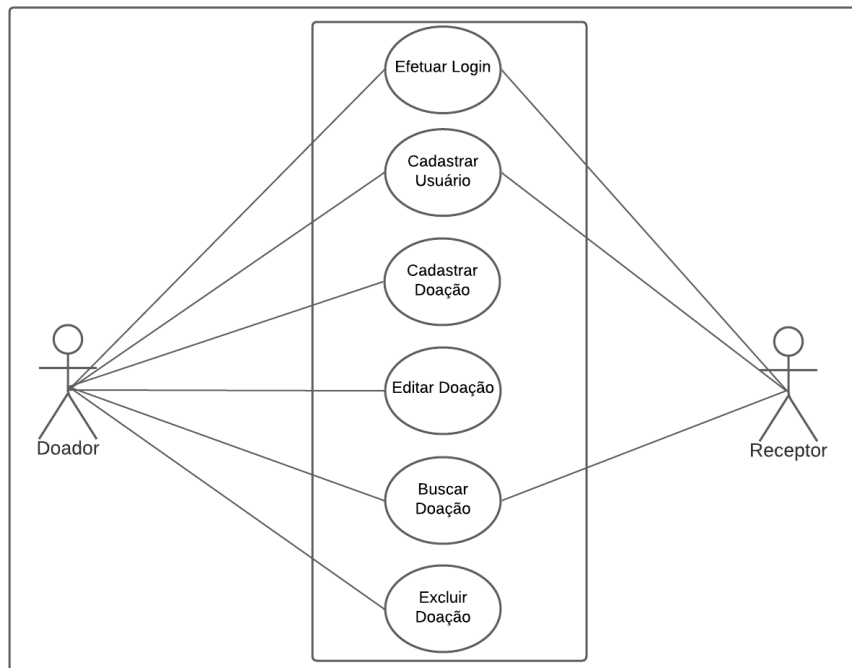 Efetuar Login
Cadastrar
Usuário
Cadastrar
Doação
Editar Doação
Doador
Receptor
Buscar
Doação
Excluir
Doação